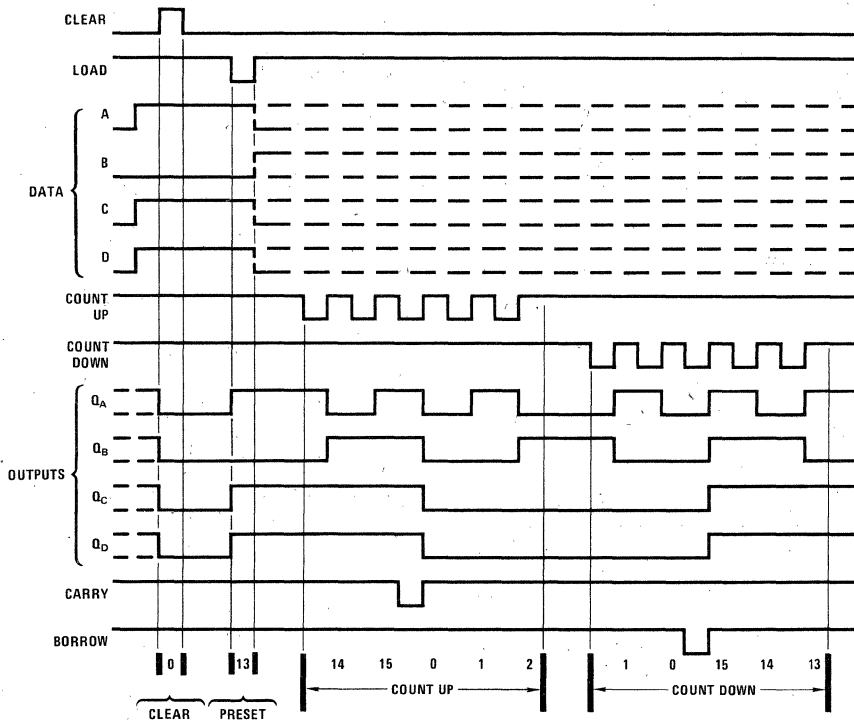 CLEAR
LOAD
A
B
DATA
C
D
COUNT
UP
COUNT
DOWN
QA
QB
OUTPUTS
QC
QD
CARRY
BORROW
0 13 14 15 0 1 2 1 0 15 14 13
COUNT UP COUNT DOWN
CLEAR PRESET